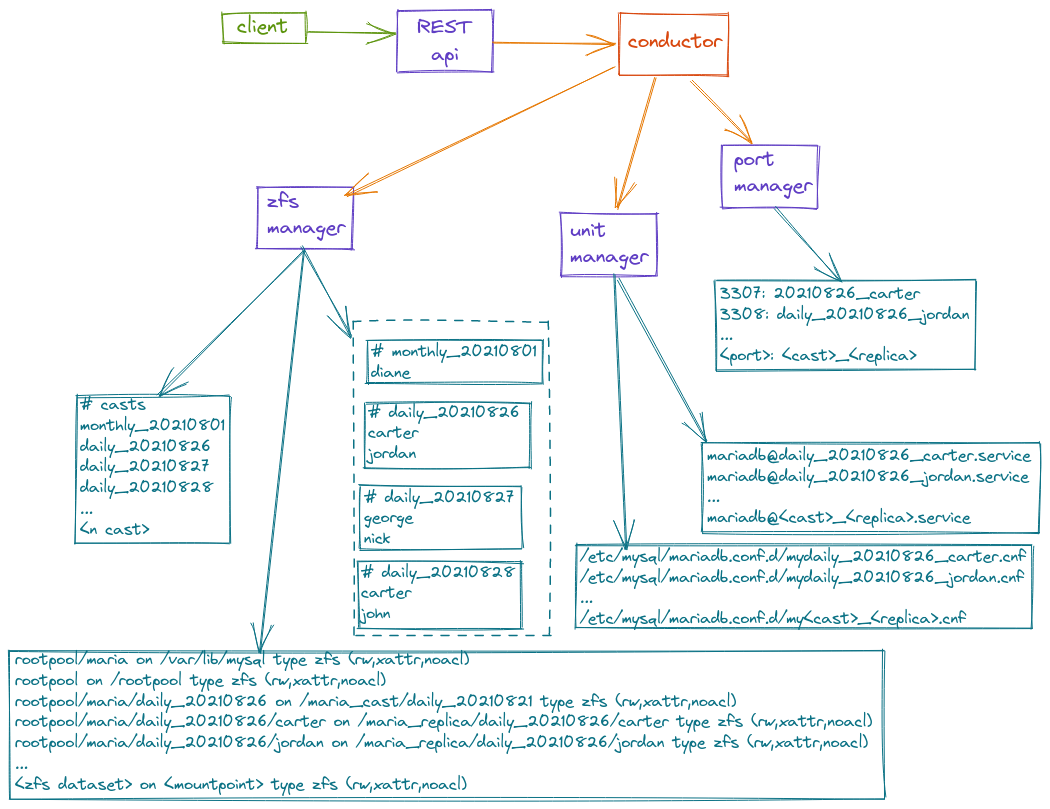 client
REST
api
conductor
port
manager
zfs
manager
unit
manager
3307: 20210826_carter
3308: daily_20210826_jordan
...
<port>: <cast>_<replica>
# monthly_20210801
diane
# daily_20210826
carter
jordan
# daily_20210827
george
nick
# daily_20210828
carter
john
# casts
monthly_20210801
daily_20210826
daily_20210827
daily_20210828
...
<n cast>
mariadb@daily_20210826_carter.service
mariadb@daily_20210826_jordan.service
...
mariadb@<cast>_<replica>.service
/etc/mysql/mariadb.conf.d/mydaily_20210826_carter.cnf
/etc/mysql/mariadb.conf.d/mydaily_20210826_jordan.cnf
...
/etc/mysql/mariadb.conf.d/my<cast>_<replica>.cnf
rootpool/maria on /var/lib/mysql type zfs (rw,xattr,noacl)
rootpool on /rootpool type zfs (rw,xattr,noacl)
rootpool/maria/daily_20210826 on /maria_cast/daily_20210821 type zfs (rw,xattr,noacl)
rootpool/maria/daily_20210826/carter on /maria_replica/daily_20210826/carter type zfs (rw,xattr,noacl)
rootpool/maria/daily_20210826/jordan on /maria_replica/daily_20210826/jordan type zfs (rw,xattr,noacl)
...
<zfs dataset> on <mountpoint> type zfs (rw,xattr,noacl)